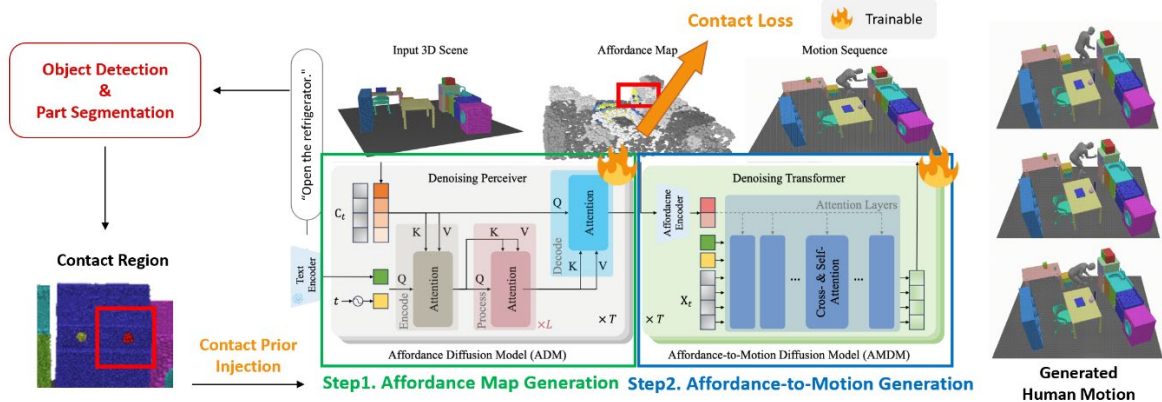 Object Detection
&
Part Segmentation
"Open the refrigerator."
Input 3D Scene
Affordance Map
Contact Loss
Trainable
Motion Sequence
Denoising Perceiver
C_t
Q
Attention
Decode
K
V
K
V
K
V
Text
Encoder
t
Q
Encode
Attention
Q
Process
Attention
×L
×T
Affordance Diffusion Model (ADM)
Denoising Transformer
Affordacne
Encoder
Attention Layers
X_t
...
Cross- & Self-
Attention
...
×T
Affordance-to-Motion Diffusion Model (AMDM)
Contact Region
Contact Prior
Injection
Step1. Affordance Map Generation
Step2. Affordance-to-Motion Generation
Generated
Human Motion